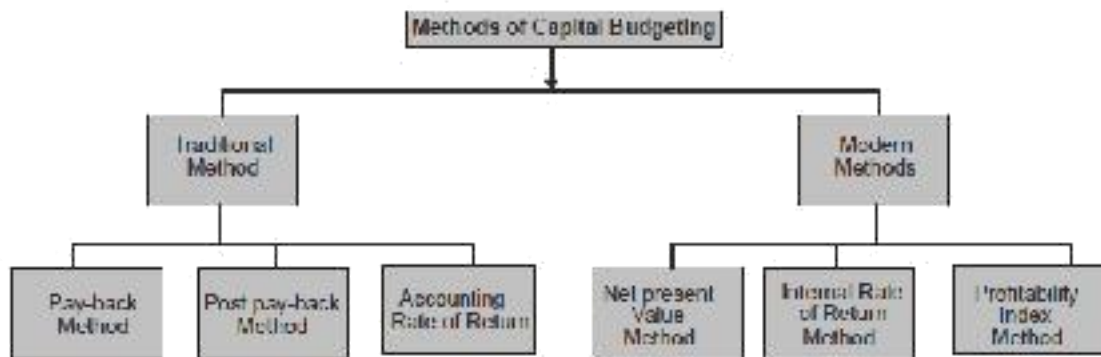 Methods of Capital Budgeting
Traditional
Method
Modern
Methods
Pay-back
Method
Post pay-back
Method
Accounting
Rate of Return
Net present
Value
Method
Internal Rate
of Return
Method
Profitability
Index
Method